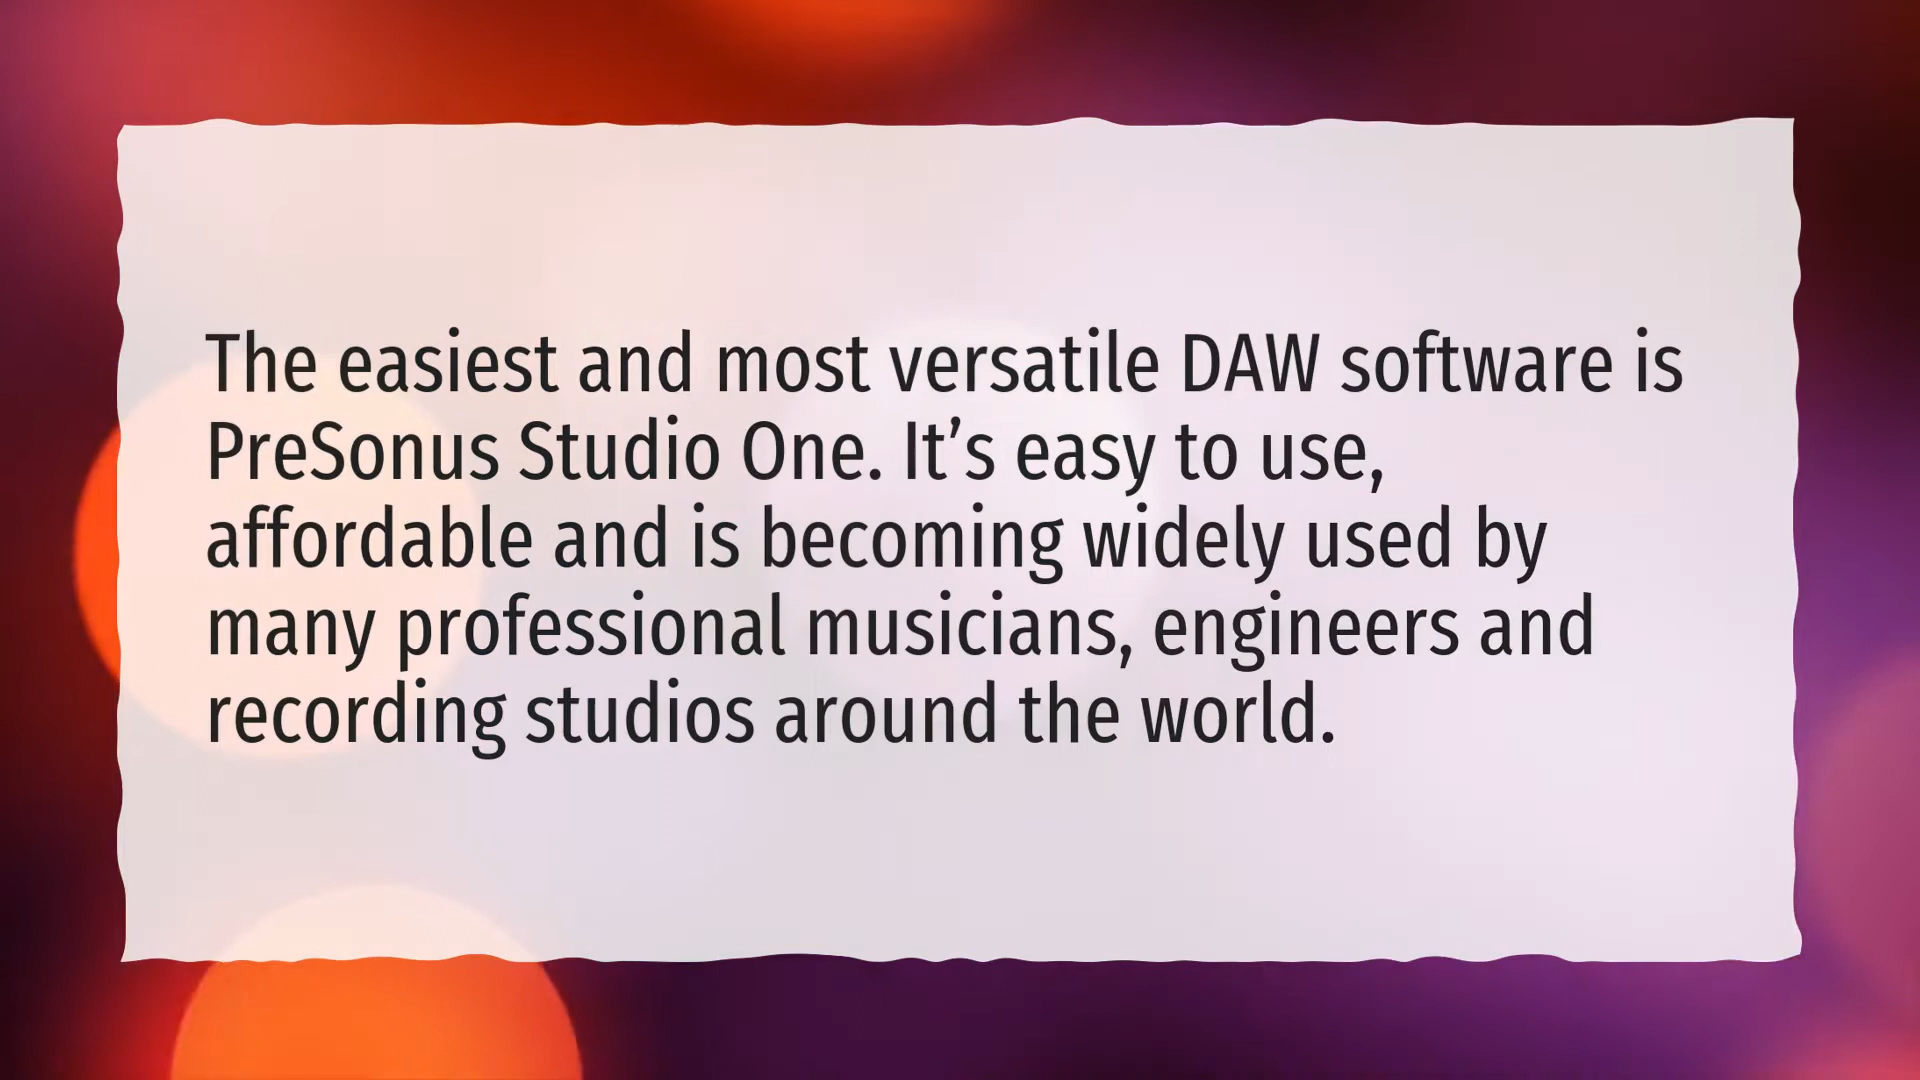 The easiest and most versatile DAW software is
PreSonus Studio One. It’s easy to use,
affordable and is becoming widely used by
many professional musicians, engineers and
recording studios around the world.